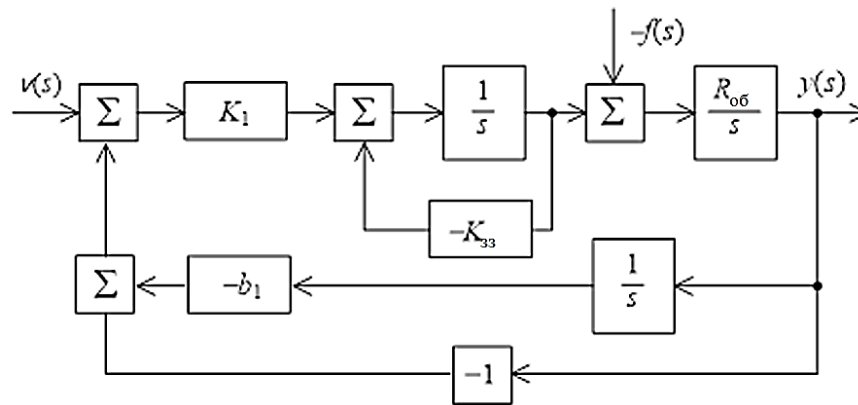 –f(s)
v(s)
Σ
K₁
Σ
1
s
Σ
Rоб
s
y(s)
–Kзз
Σ
–b₁
1
s
–1